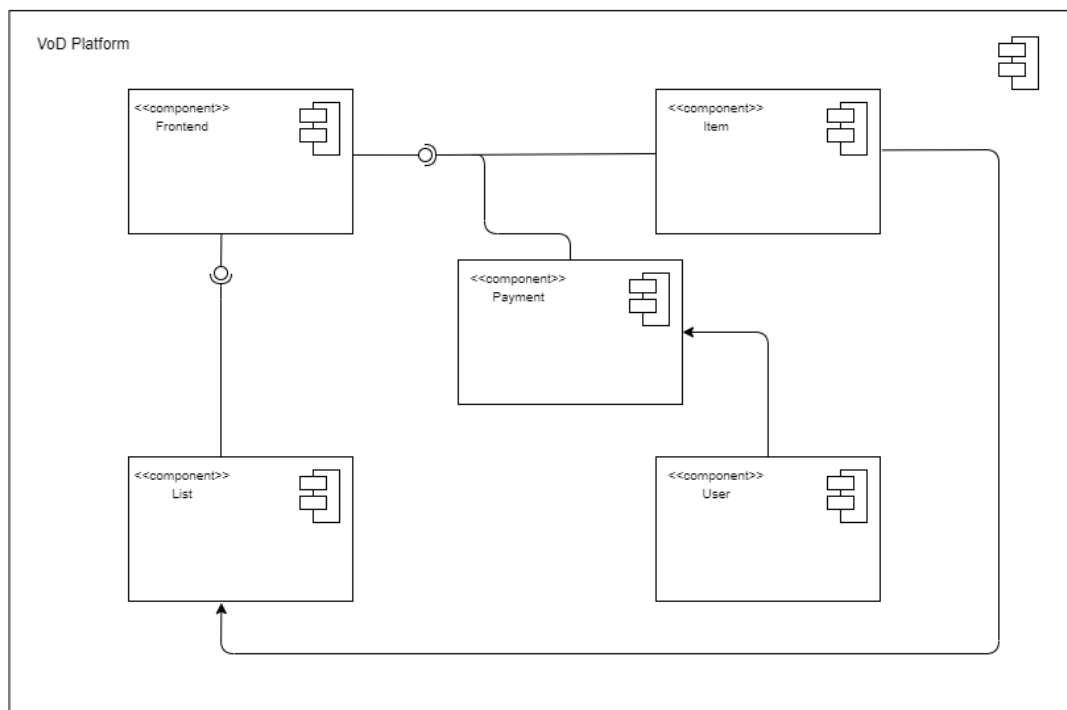 VoD Platform
<<component>>
Frontend
<<component>>
Item
<<component>>
Payment
<<component>>
List
<<component>>
User